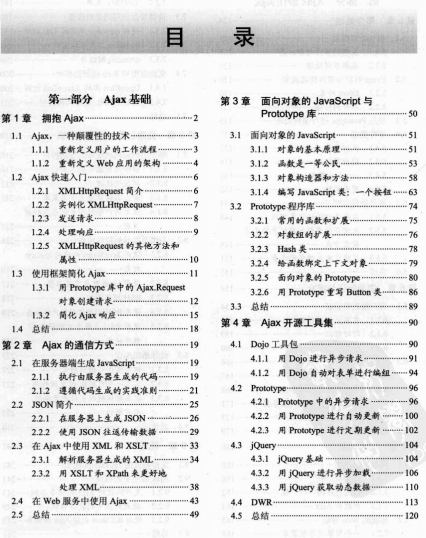 目 录
第一部分 Ajax 基础
第 1 章 拥抱 Ajax 2
1.1 Ajax，一种颠覆性的技术 3
1.1.1 重新定义用户的工作流程 3
1.1.2 重新定义 Web 应用的架构 4
1.2 Ajax 快速入门 6
1.2.1 XMLHttpRequest 简介 6
1.2.2 实例化 XMLHttpRequest 7
1.2.3 发送请求 8
1.2.4 处理响应 9
1.2.5 XMLHttpRequest 的其他方法和
属性 10
1.3 使用框架简化 Ajax 11
1.3.1 用 Prototype 库中的 Ajax.Request
对象创建请求 12
1.3.2 简化 Ajax 响应 15
1.4 总结 18
第 2 章 Ajax 的通信方式 19
2.1 在服务器端生成 JavaScript 19
2.1.1 执行由服务器生成的代码 19
2.1.2 遵循代码生成的实践准则 21
2.2 JSON 简介 25
2.2.1 在服务器上生成 JSON 26
2.2.2 使用 JSON 往返传输数据 29
2.3 在 Ajax 中使用 XML 和 XSLT 33
2.3.1 解析服务器生成的 XML 34
2.3.2 用 XSLT 和 XPath 来更好地
处理 XML 38
2.4 在 Web 服务中使用 Ajax 43
2.5 总结 49
第 3 章 面向对象的 JavaScript 与
Prototype 库 50
3.1 面向对象的 JavaScript 51
3.1.1 对象的基本原理 51
3.1.2 函数是一等公民 53
3.1.3 对象构造器和方法 58
3.1.4 编写 JavaScript 类：一个按钮 63
3.2 Prototype 程序库 74
3.2.1 常用的函数和扩展 75
3.2.2 对数组的扩展 76
3.2.3 Hash 类 78
3.2.4 给函数绑定上下文对象 79
3.2.5 面向对象的 Prototype 80
3.2.6 用 Prototype 重写 Button 类 86
3.3 总结 89
第 4 章 Ajax 开源工具集 90
4.1 Dojo 工具包 90
4.1.1 用 Dojo 进行异步请求 91
4.1.2 用 Dojo 自动对表单进行编组 94
4.2 Prototype 96
4.2.1 Prototype 中的异步请求 96
4.2.2 用 Prototype 进行自动更新 100
4.2.3 用 Prototype 进行定期更新 102
4.3 jQuery 104
4.3.1 jQuery 基础 104
4.3.2 用 jQuery 进行异步加载 106
4.3.3 用 jQuery 获取动态数据 110
4.4 DWR 113
4.5 总结 120